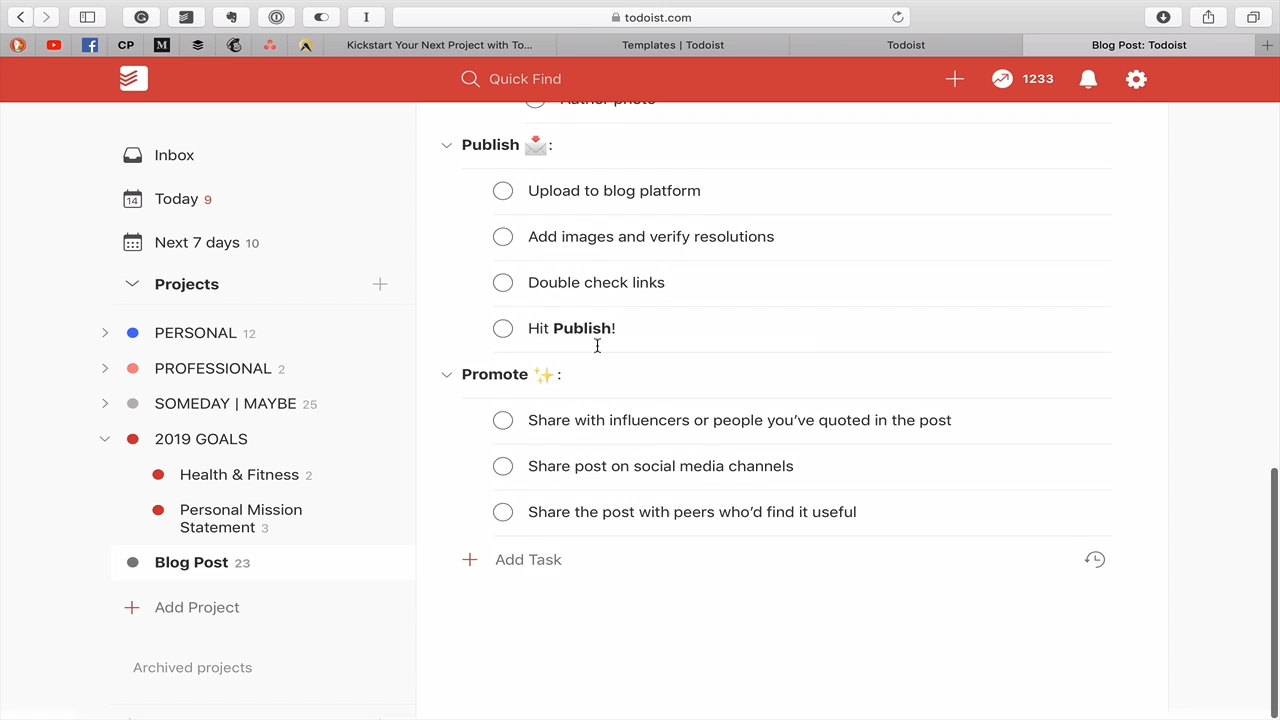 todoist.com
CP
M
Kickstart Your Next Project with To...
Templates | Todoist
Todoist
Blog Post: Todoist
Quick Find
1233
Inbox
14
Today 9
Next 7 days 10
Projects
PERSONAL 12
PROFESSIONAL 2
SOMEDAY | MAYBE 25
2019 GOALS
Health & Fitness 2
Personal Mission
Statement 3
Blog Post 23
Add Project
Archived projects
Author photo
Publish 📩:
Upload to blog platform
Add images and verify resolutions
Double check links
Hit Publish!
Promote ✨ :
Share with influencers or people you’ve quoted in the post
Share post on social media channels
Share the post with peers who’d find it useful
Add Task